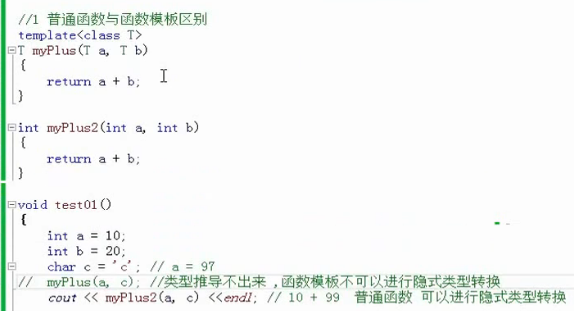 //1 普通函数与函数模板区别
template<class T>
T myPlus(T a, T b)
{
return a + b;
}
int myPlus2(int a, int b)
{
return a + b;
}
void test01()
{
int a = 10;
int b = 20;
char c = 'c'; // a = 97
// myPlus(a, c); //类型推导不出来 ,函数模板不可以进行隐式类型转换
cout << myPlus2(a, c) <<endl; // 10 + 99 普通函数 可以进行隐式类型转换